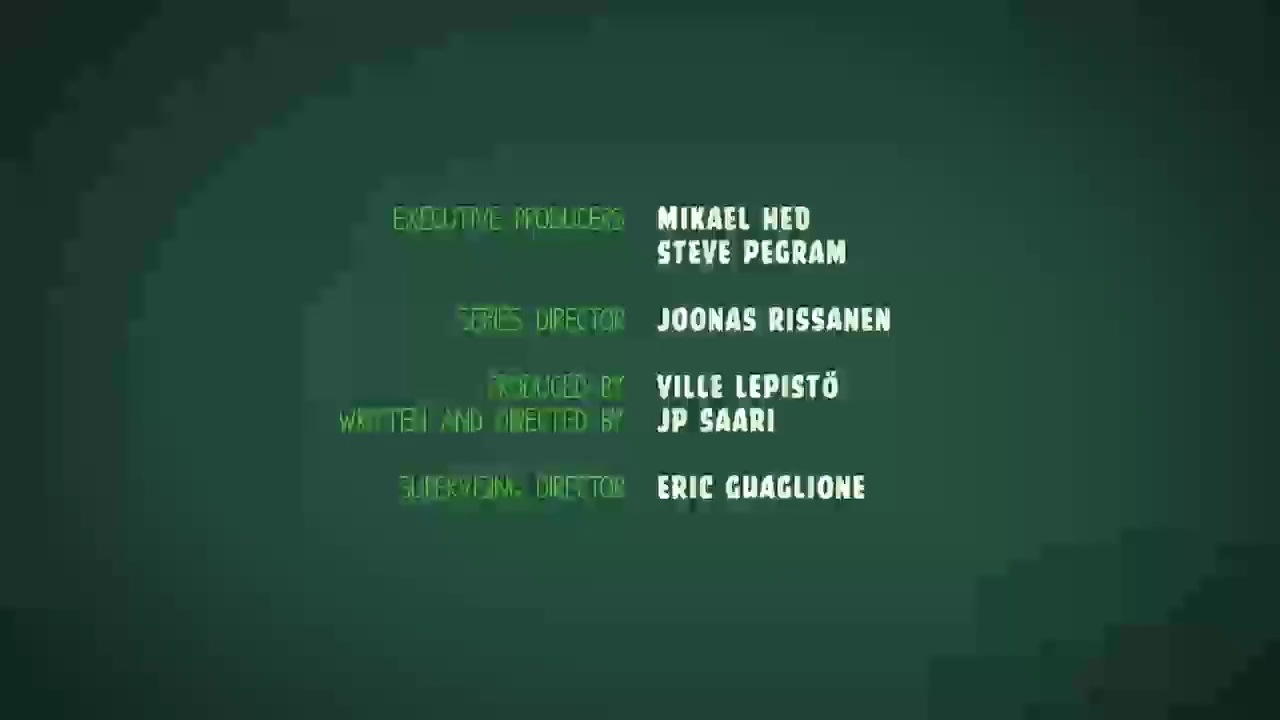 EXECUTIVE PRODUCERS MIKAEL HED
STEVE PEGRAM
SERIES DIRECTOR JOONAS RISSANEN
PRODUCED BY VILLE LEPISTÖ
WRITTEN AND DIRECTED BY JP SAARI
SUPERVISING DIRECTOR ERIC GUAGLIONE